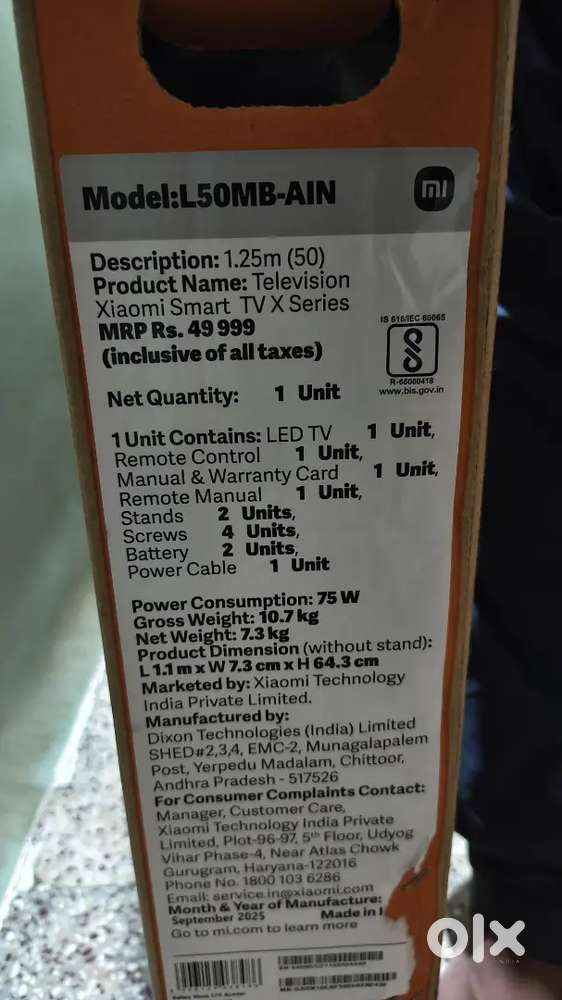 Model:L50MB-AIN
mi
Description: 1.25m (50)
Product Name: Television
Xiaomi Smart TV X Series
MRP Rs. 49 999
(inclusive of all taxes)
IS 616/IEC 60065
R-65000418
www.bis.gov.in
Net Quantity: 1 Unit
1 Unit Contains: LED TV 1 Unit,
Remote Control 1 Unit,
Manual & Warranty Card 1 Unit,
Remote Manual 1 Unit,
Stands 2 Units,
Screws 4 Units,
Battery 2 Units,
Power Cable 1 Unit
Power Consumption: 75 W
Gross Weight: 10.7 kg
Net Weight: 7.3 kg
Product Dimension (without stand):
L 1.1 m x W 7.3 cm x H 64.3 cm
Marketed by: Xiaomi Technology
India Private Limited.
Manufactured by:
Dixon Technologies (India) Limited
SHED#2,3,4, EMC-2, Munagalapalem
Post, Yerpedu Madalam, Chittoor,
Andhra Pradesh - 517526
For Consumer Complaints Contact:
Manager, Customer Care,
Xiaomi Technology India Private
Limited, Plot-96-97, 5th Floor, Udyog
Vihar Phase-4, Near Atlas Chowk
Gurugram, Haryana-122016
Phone No. 1800 103 6286
Email: service.in@xiaomi.com
Month & Year of Manufacture:
September 2025 Made in
Go to mi.com to learn more
olx
INDIA